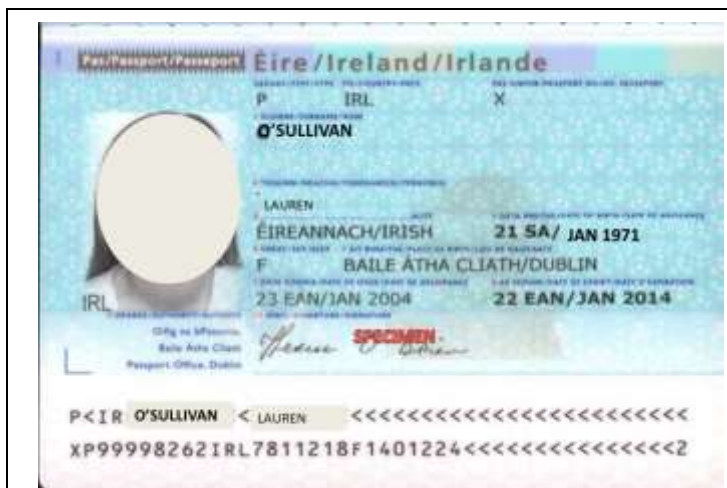 Pas/Passport/Passeport Éire/Ireland/Irlande
P IRL X
O'SULLIVAN
LAUREN
ÉIREANNACH/IRISH 21 SA/ JAN 1971
F BAILE ÁTHA CLIATH/DUBLIN
23 EAN/JAN 2004 22 EAN/JAN 2014
IRL
SPECIMEN
Oifig na bPasanna,
Baile Átha Cliath
Passport Office, Dublin
P<IR O'SULLIVAN < LAUREN <<<<<<<<<<<<<<<<<<<<<<<<
XP99998262IRL7811218F1401224<<<<<<<<<<<<<<<2